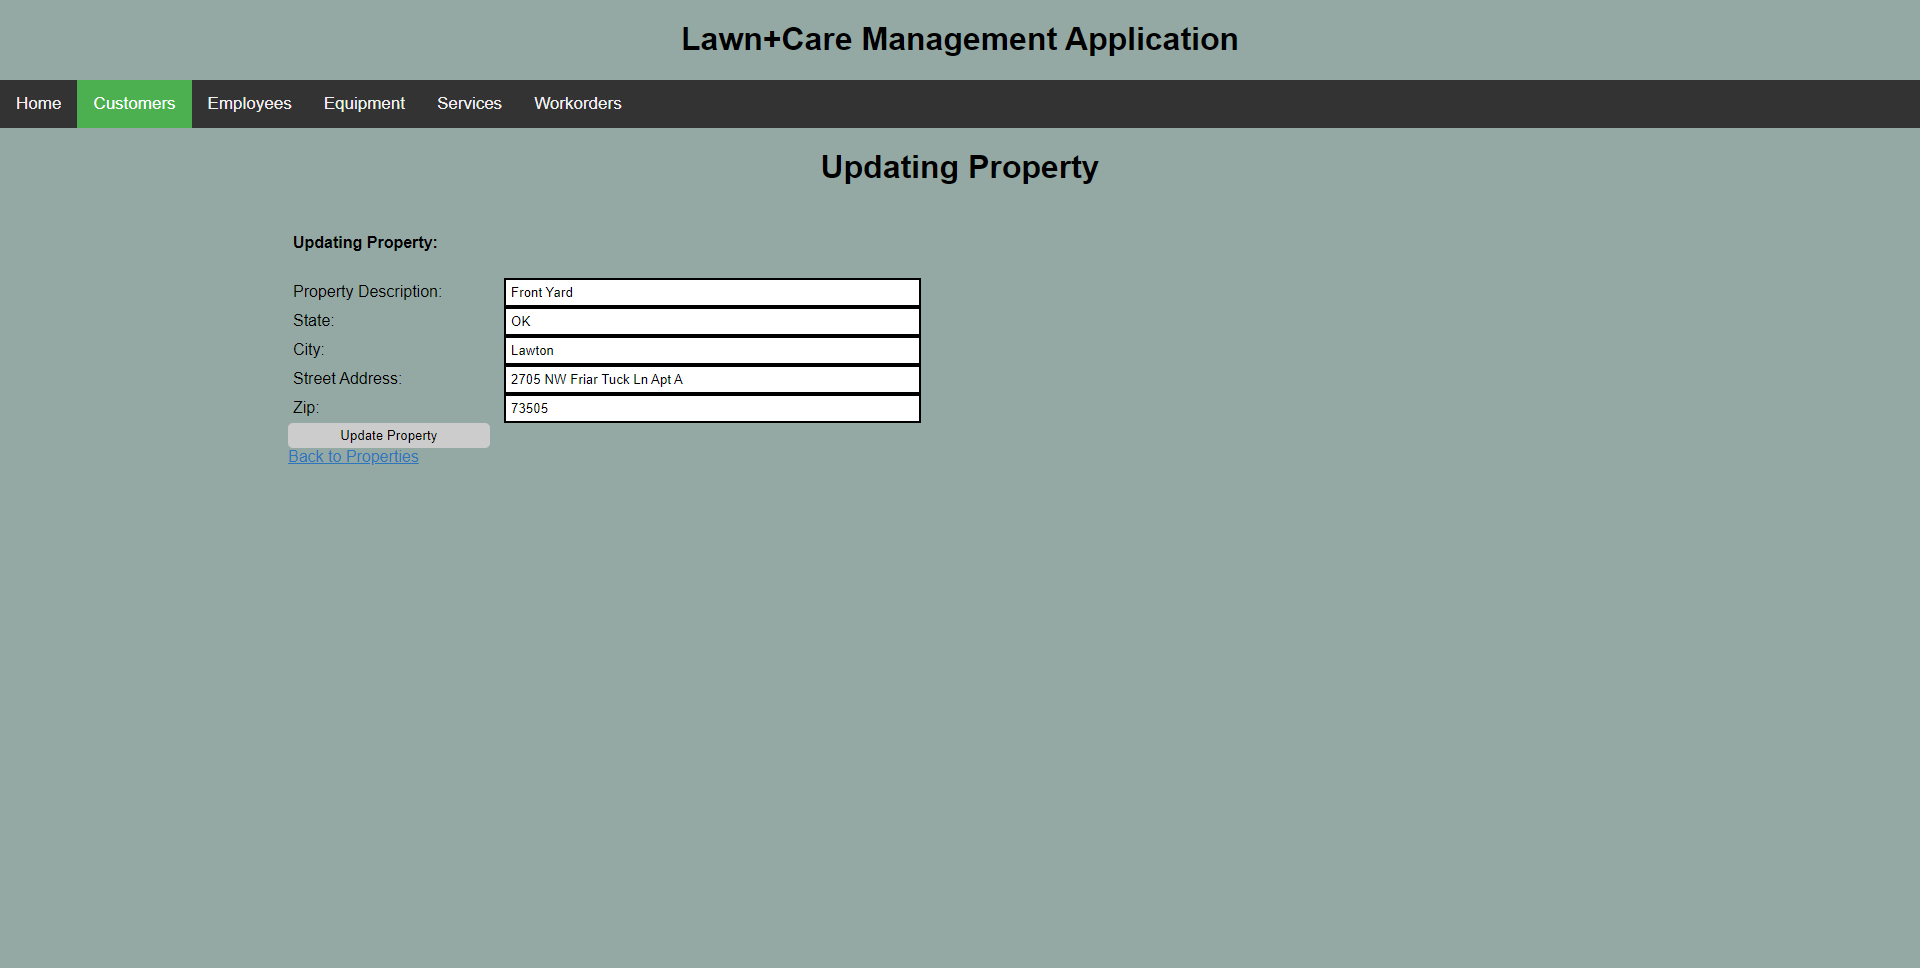 Lawn+Care Management Application
Home Customers Employees Equipment Services Workorders
Updating Property
Updating Property:
Property Description: Front Yard
State: OK
City: Lawton
Street Address: 2705 NW Friar Tuck Ln Apt A
Zip: 73505
Update Property
Back to Properties